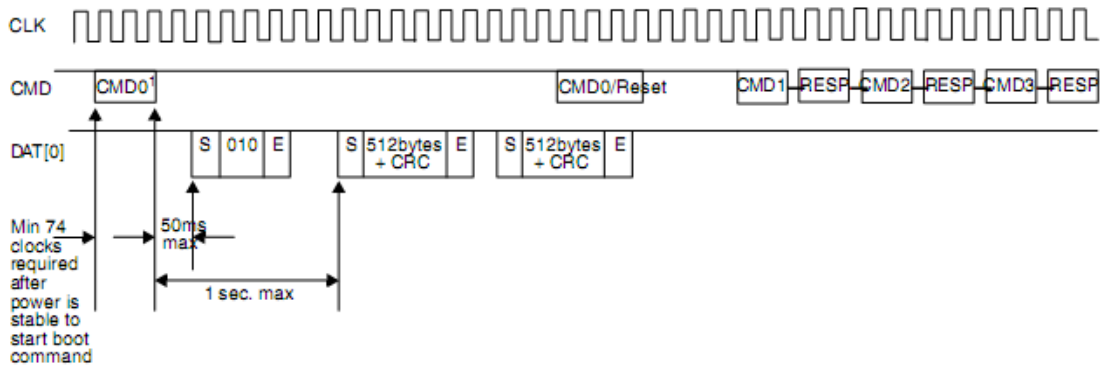 CLK
CMD CMD0¹ CMD0/Reset CMD1 RESP CMD2 RESP CMD3 RESP
DAT[0] S 010 E S 512bytes + CRC E S 512bytes + CRC E
Min 74
clocks
required
after
power is
stable to
start boot
command
50ms
max
1 sec. max